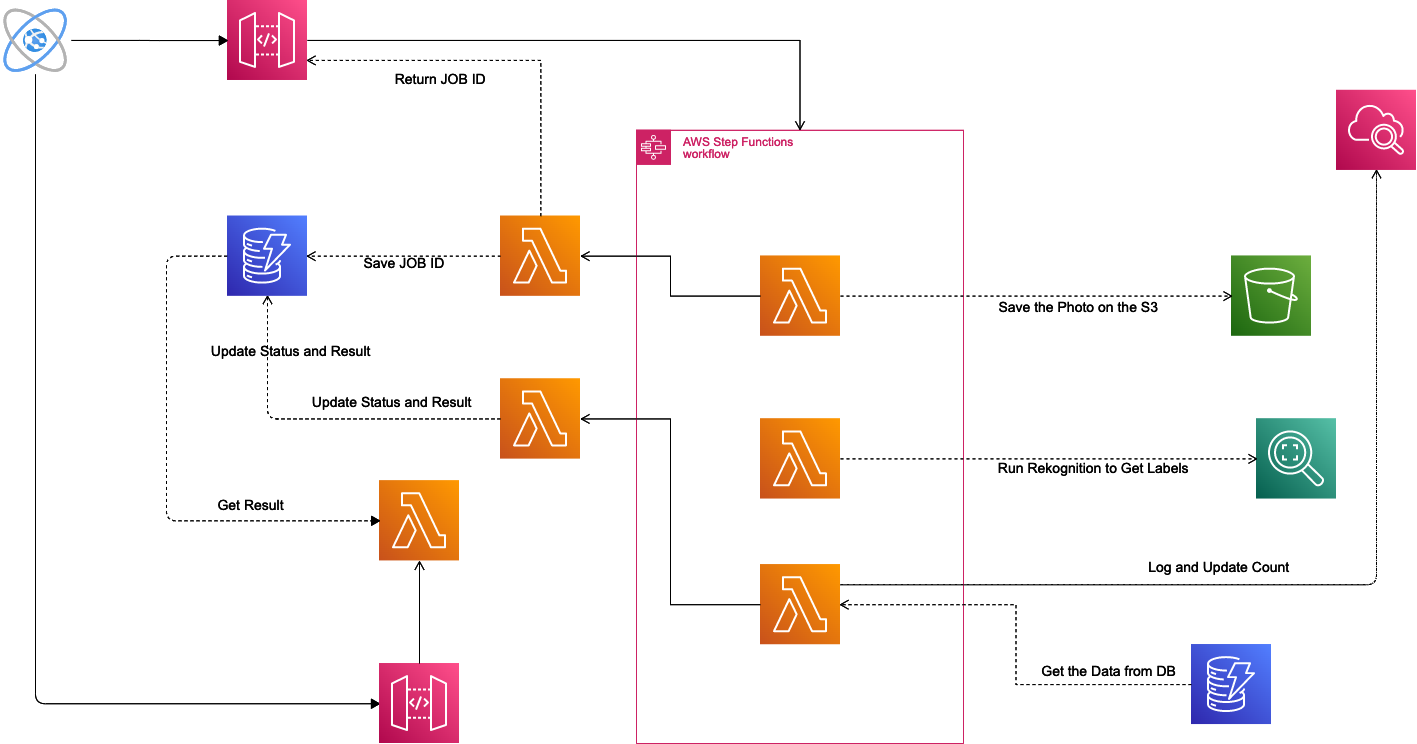 Return JOB ID
AWS Step Functions
workflow
Save JOB ID
Save the Photo on the S3
Update Status and Result
Update Status and Result
Run Rekognition to Get Labels
Get Result
Log and Update Count
Get the Data from DB